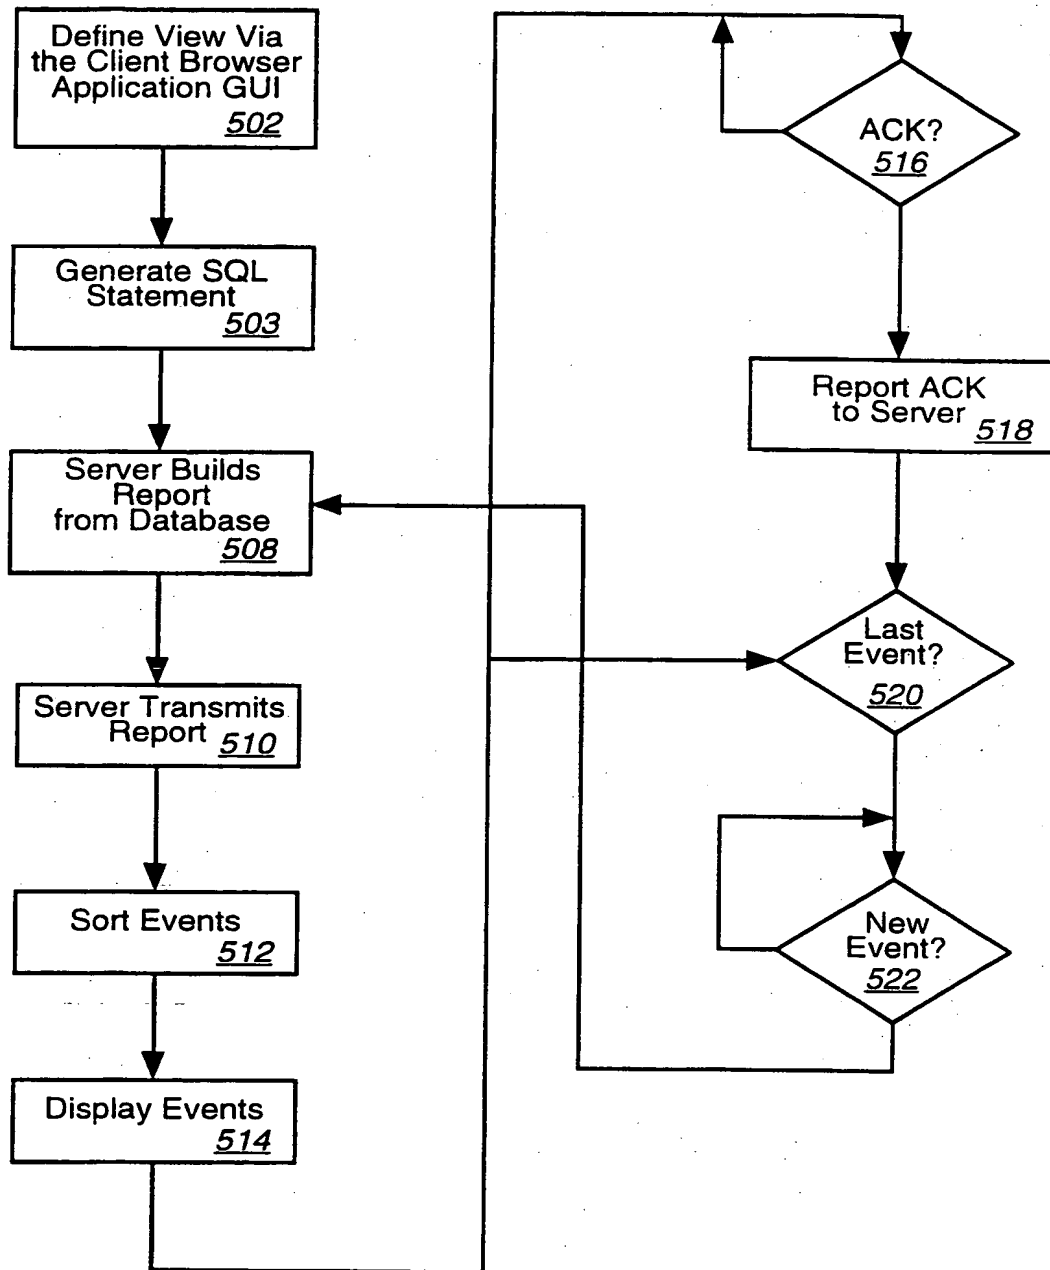 Define View Via
the Client Browser
Application GUI
502
Generate SQL
Statement
503
Server Builds
Report
from Database
508
Server Transmits
Report 510
Sort Events
512
Display Events
514
ACK?
516
Report ACK
to Server
518
Last
Event?
520
New
Event?
522